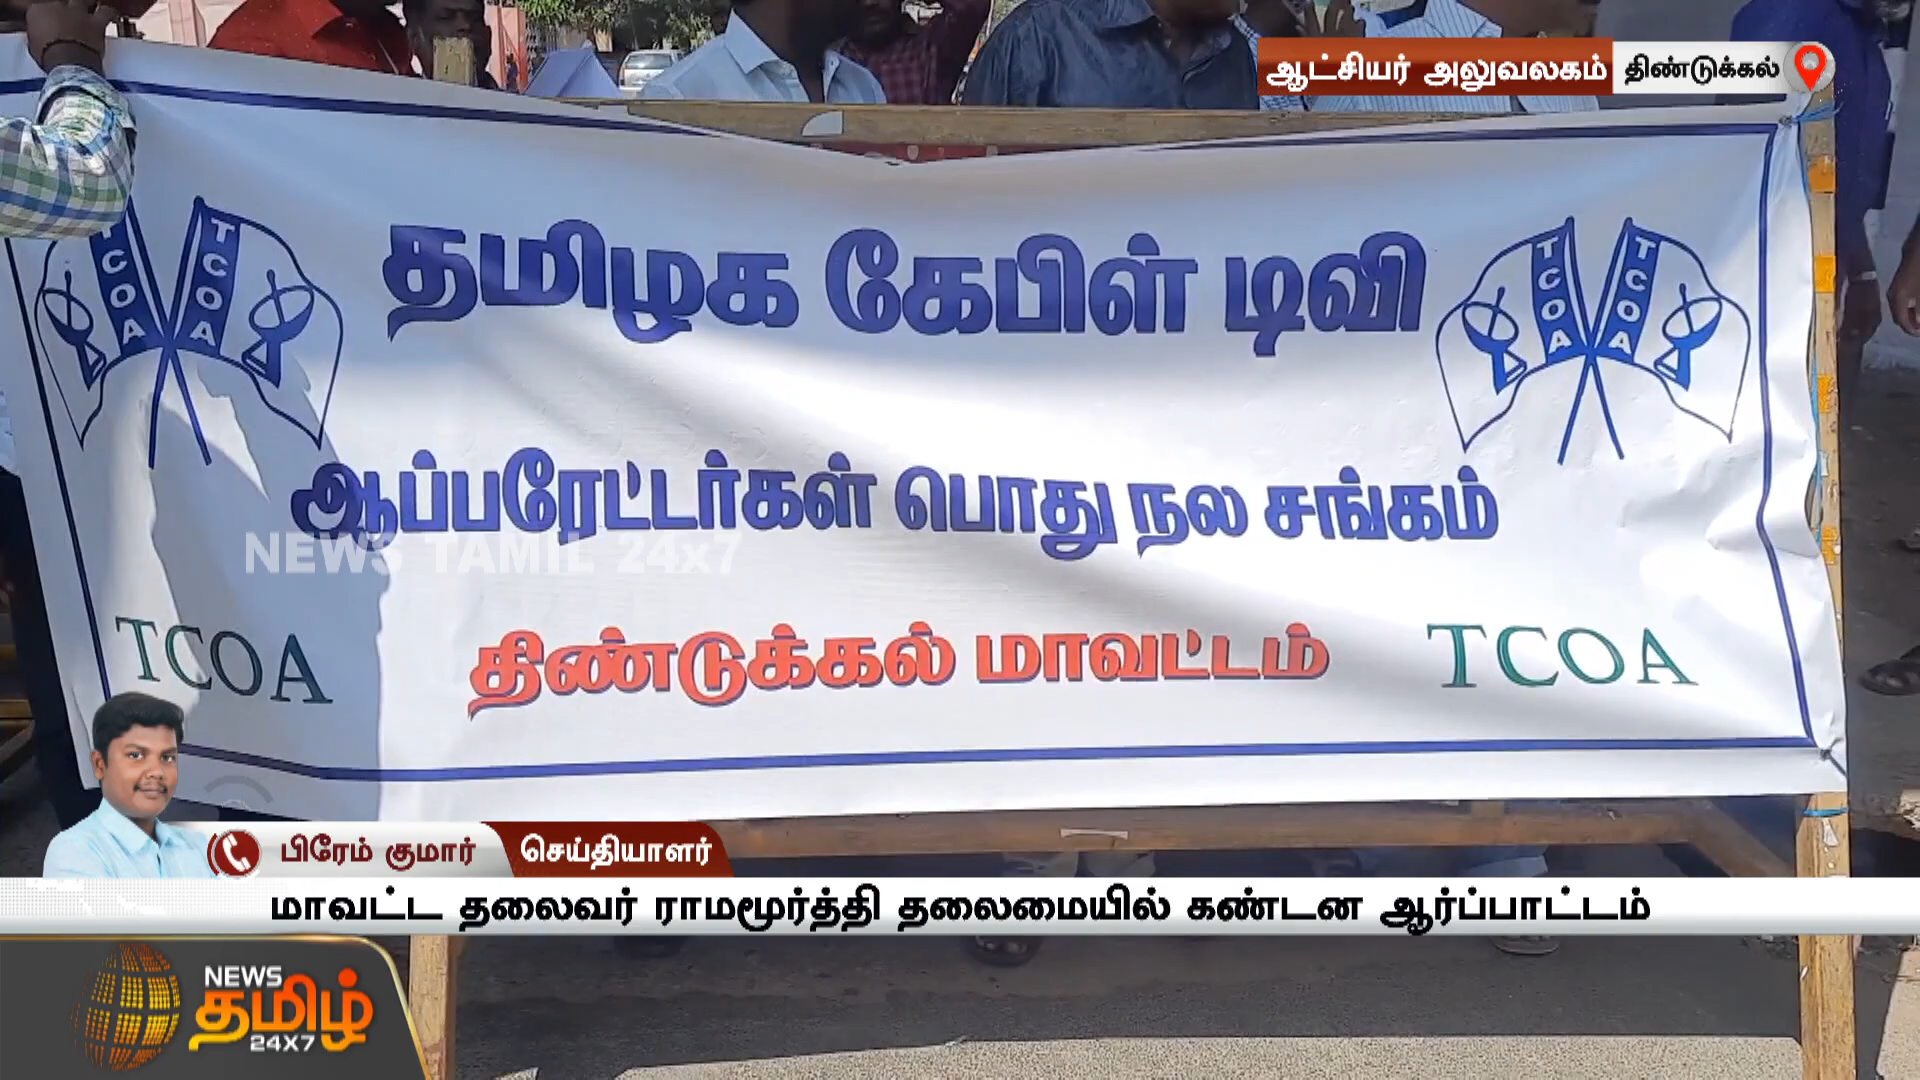 ஆட்சியர் அலுவலகம் திண்டுக்கல்
தமிழக கேபிள் டிவி
TCOA TCOA TCOA TCOA
ஆப்பரேட்டர்கள் பொது நல சங்கம்
NEWS TAMIL 24x7
TCOA திண்டுக்கல் மாவட்டம் TCOA
பிரேம் குமார் செய்தியாளர்
மாவட்ட தலைவர் ராமமூர்த்தி தலைமையில் கண்டன ஆர்ப்பாட்டம்
NEWS
தமிழ்
24X7